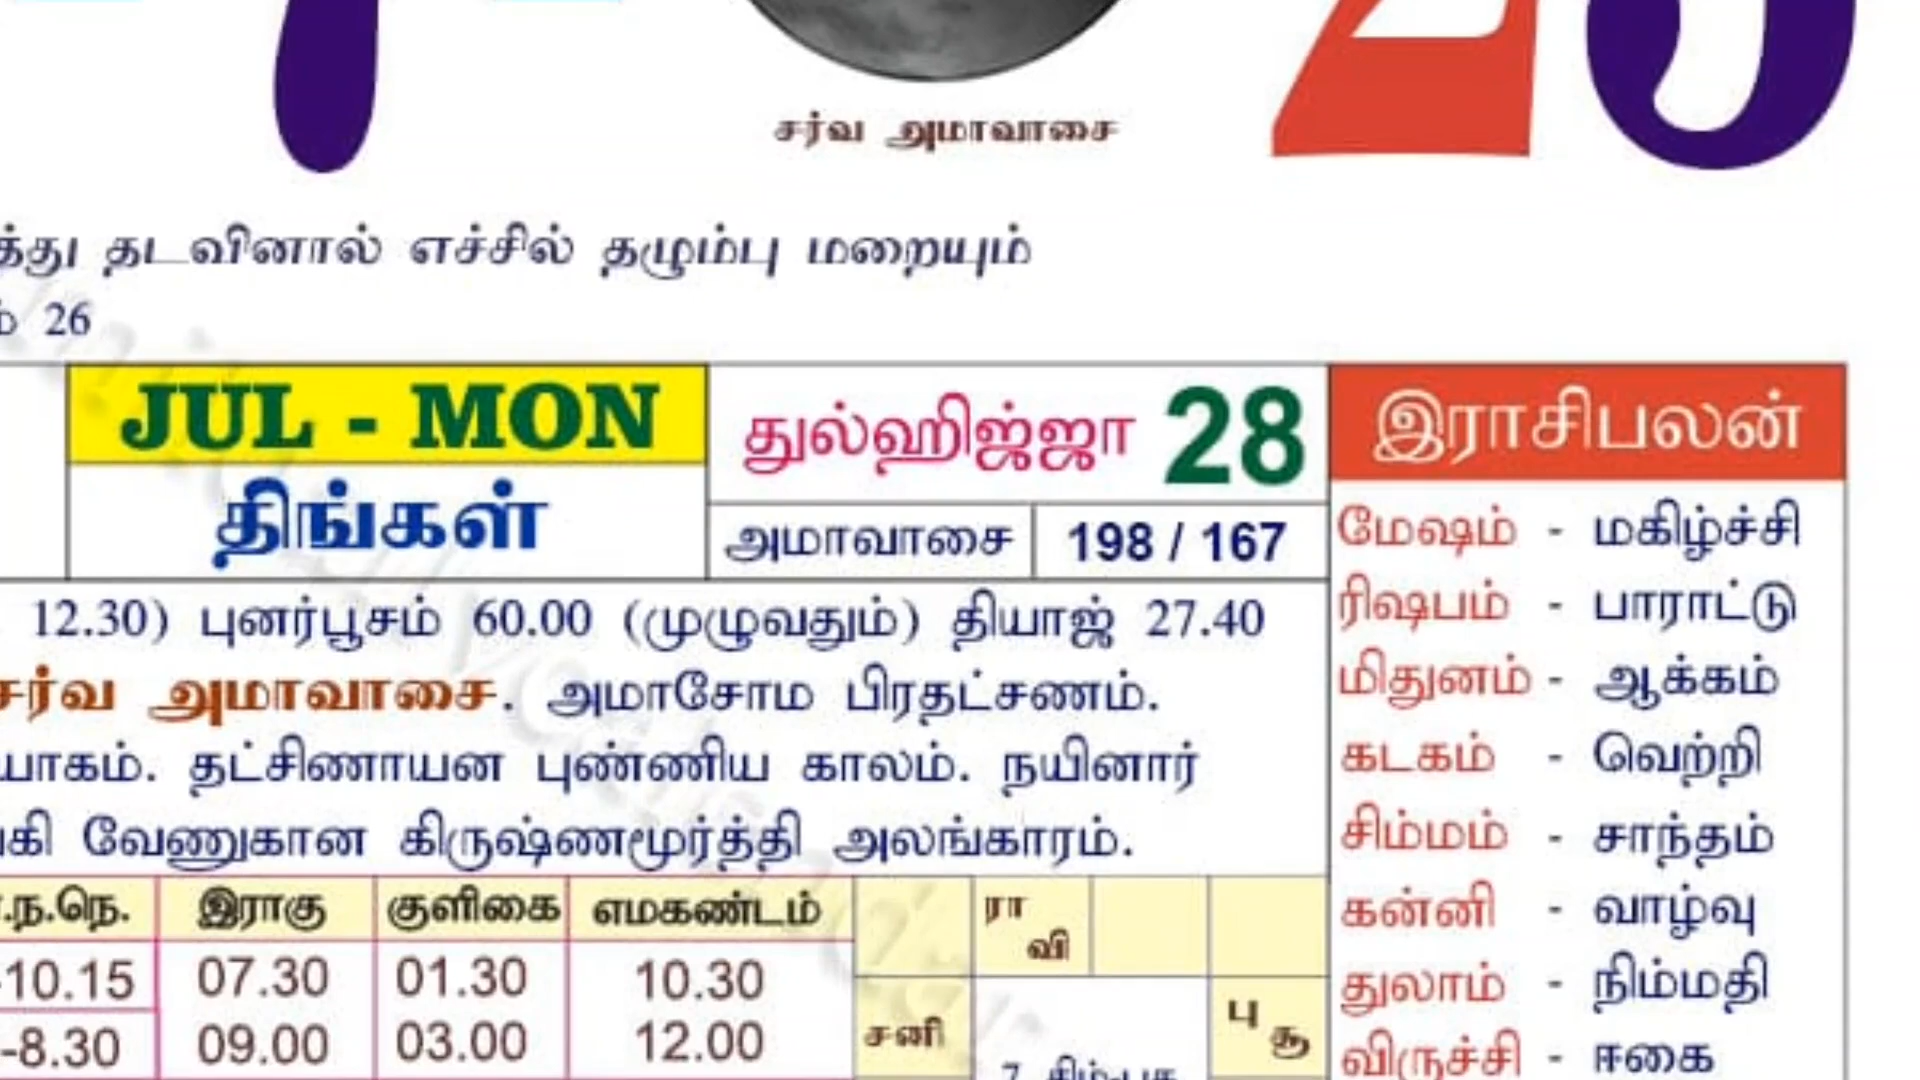 சர்வ அமாவாசை
த்து தடவினால் எச்சில் தழும்பு மறையும்
26
JUL - MON
திங்கள்
துல்ஹிஜ்ஜா 28
அமாவாசை 198 / 167
இராசிபலன்
மேஷம் - மகிழ்ச்சி
ரிஷபம் - பாராட்டு
மிதுனம் - ஆக்கம்
கடகம் - வெற்றி
சிம்மம் - சாந்தம்
கன்னி - வாழ்வு
துலாம் - நிம்மதி
விருச்சி - ஈகை
12.30) புனர்பூசம் 60.00 (முழுவதும்) தியாஜ் 27.40
சர்வ அமாவாசை. அமாசோம பிரதட்சணம்.
யாகம். தட்சிணாயன புண்ணிய காலம். நயினார்
கி வேணுகான கிருஷ்ணமூர்த்தி அலங்காரம்.
.ந.நெ. இராகு குளிகை எமகண்டம்
-10.15 07.30 01.30 10.30
-8.30 09.00 03.00 12.00
ரா
வி
சனி
பு
சூ